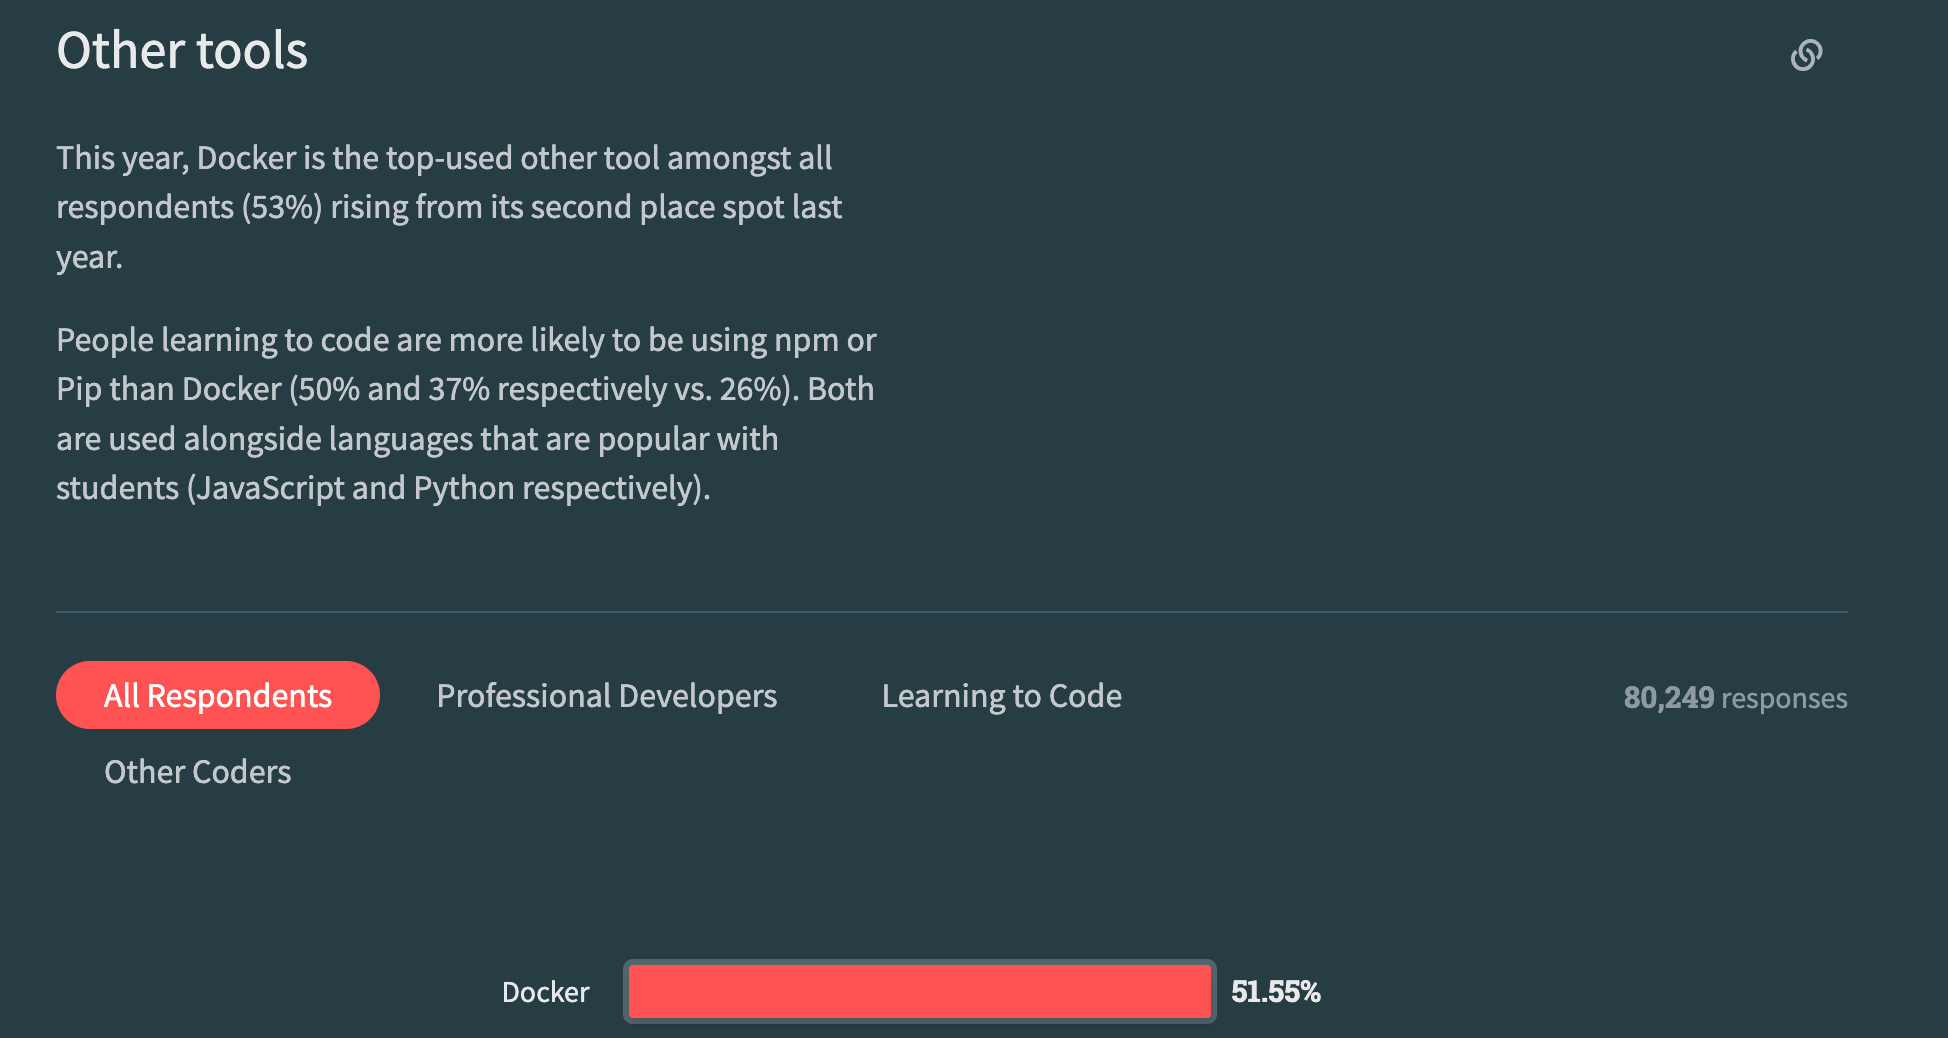 Other tools
This year, Docker is the top-used other tool amongst all
respondents (53%) rising from its second place spot last
year.
People learning to code are more likely to be using npm or
Pip than Docker (50% and 37% respectively vs. 26%). Both
are used alongside languages that are popular with
students (JavaScript and Python respectively).
All Respondents Professional Developers Learning to Code 80,249 responses
Other Coders
Docker 51.55%